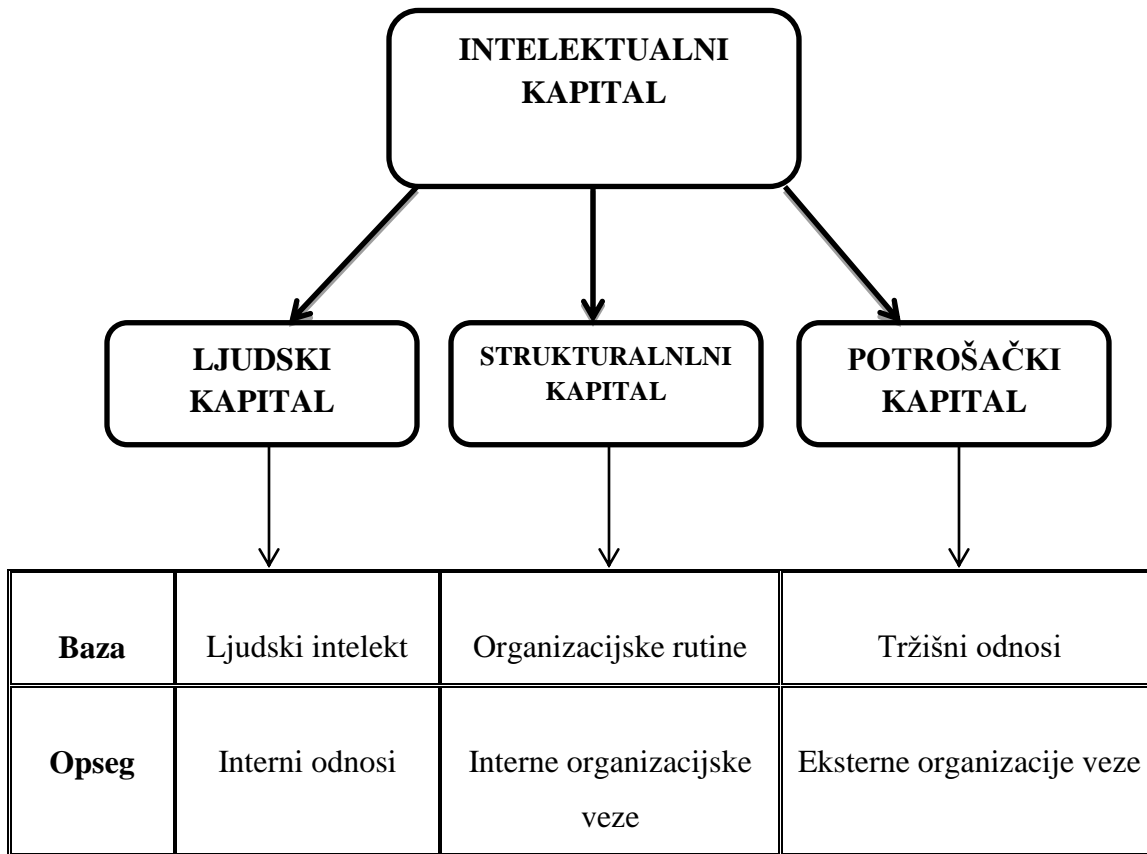 INTELEKTUALNI
KAPITAL
LJUDSKI
KAPITAL
STRUKTURALNLNI
KAPITAL
POTROŠAČKI
KAPITAL
Baza
Ljudski intelekt
Organizacijske rutine
Tržišni odnosi
Opseg
Interni odnosi
Interne organizacijske
veze
Eksterne organizacije veze